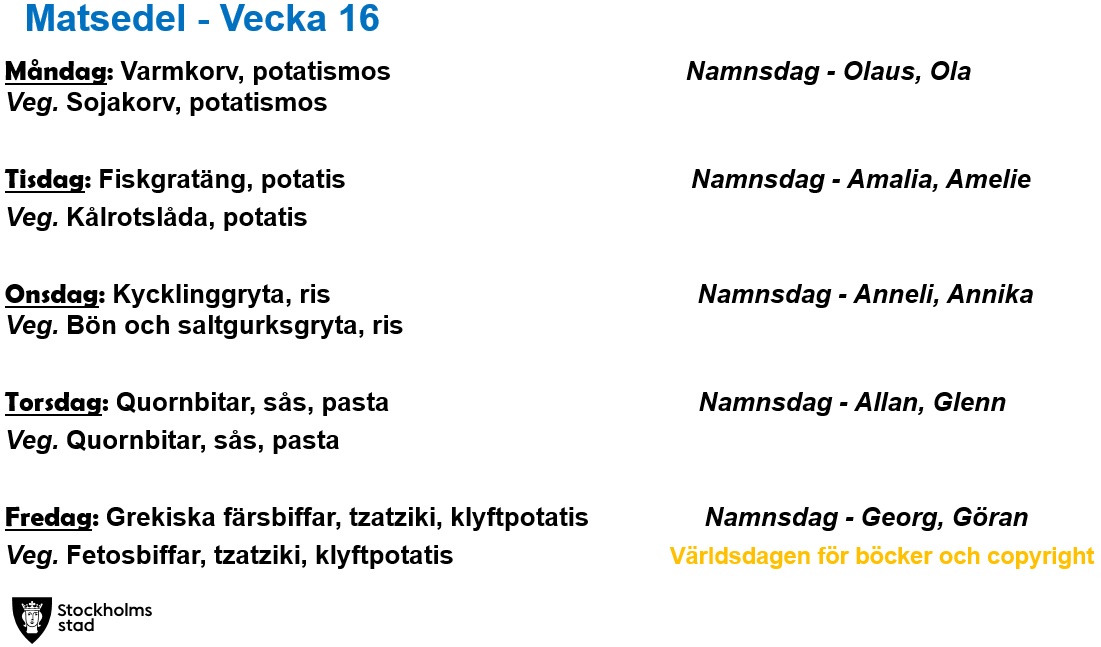 Matsedel - Vecka 16
Måndag: Varmkorv, potatismos Namnsdag - Olaus, Ola
Veg. Sojakorv, potatismos
Tisdag: Fiskgratäng, potatis Namnsdag - Amalia, Amelie
Veg. Kålrotslåda, potatis
Onsdag: Kycklinggryta, ris Namnsdag - Anneli, Annika
Veg. Bön och saltgurksgryta, ris
Torsdag: Quornbitar, sås, pasta Namnsdag - Allan, Glenn
Veg. Quornbitar, sås, pasta
Fredag: Grekiska färsbiffar, tzatziki, klyftpotatis Namnsdag - Georg, Göran
Veg. Fetosbiffar, tzatziki, klyftpotatis Världsdagen för böcker och copyright
Stockholms
stad